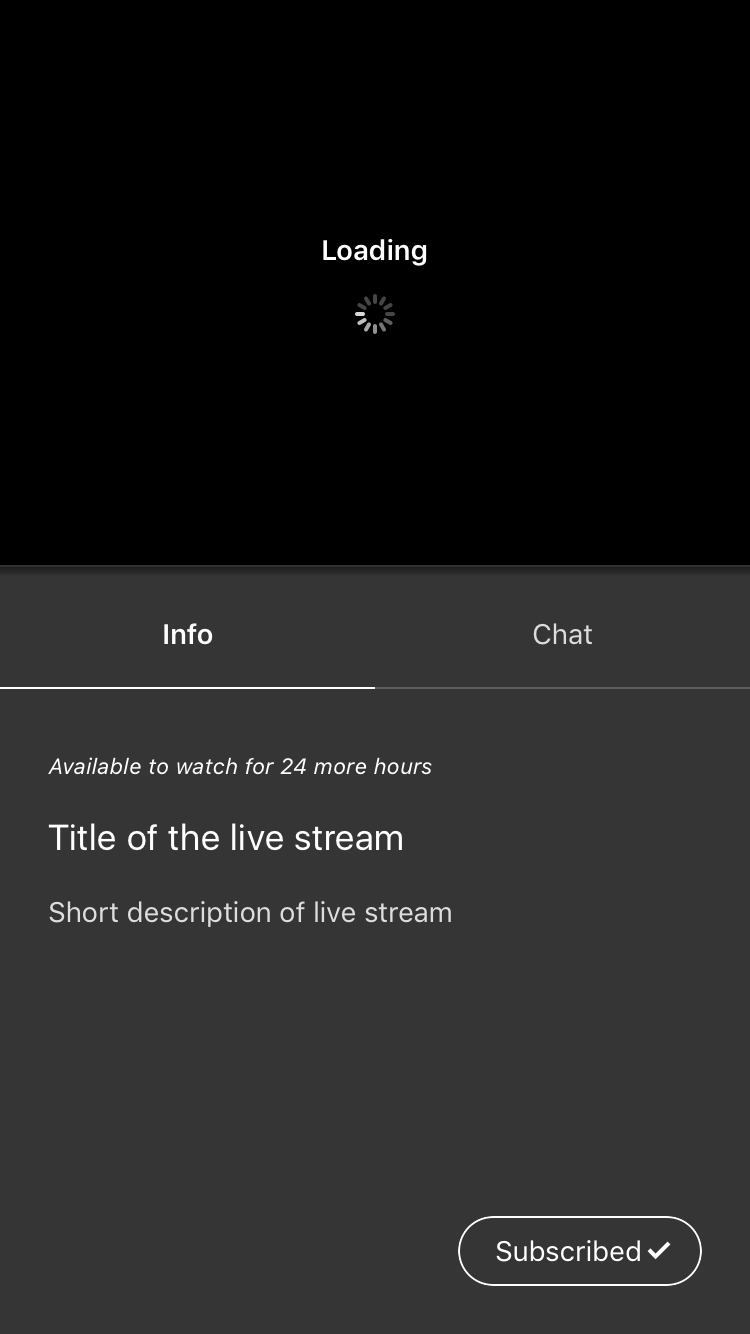 Loading
Info
Chat
Available to watch for 24 more hours
Title of the live stream
Short description of live stream
Subscribed